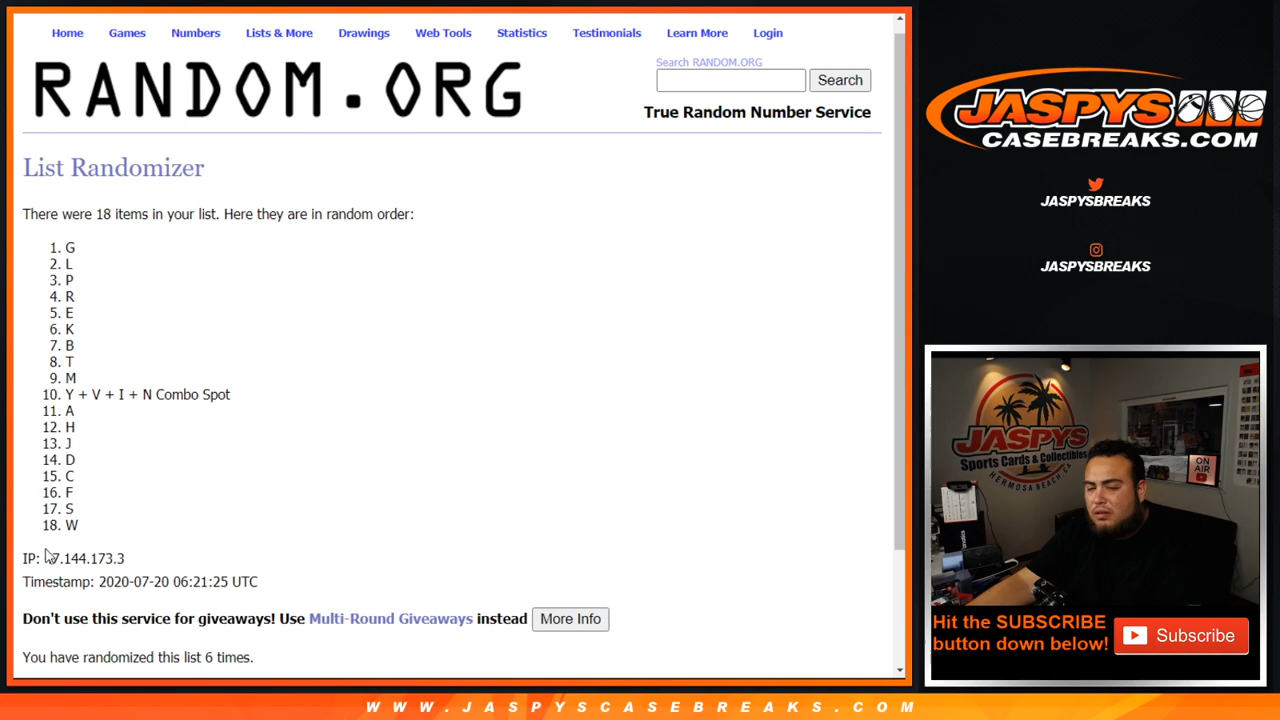 Home Games Numbers Lists & More Drawings Web Tools Statistics Testimonials Learn More Login
RANDOM.ORG
Search RANDOM.ORG
Search
True Random Number Service
List Randomizer
There were 18 items in your list. Here they are in random order:
1. G
2. L
3. P
4. R
5. E
6. K
7. B
8. T
9. M
10. Y + V + I + N Combo Spot
11. A
12. H
13. J
14. D
15. C
16. F
17. S
18. W
IP: 7.144.173.3
Timestamp: 2020-07-20 06:21:25 UTC
Don't use this service for giveaways! Use Multi-Round Giveaways instead More Info
You have randomized this list 6 times.
JASPYS
CASEBREAKS.COM
JASPYSBREAKS
JASPYSBREAKS
JASPYS
Sports Cards & Collectibles
HERMOSA BEACH, CA
ON
AIR
Hit the SUBSCRIBE
button down below!
Subscribe
WWW.JASPYSCASEBREAKS.COM